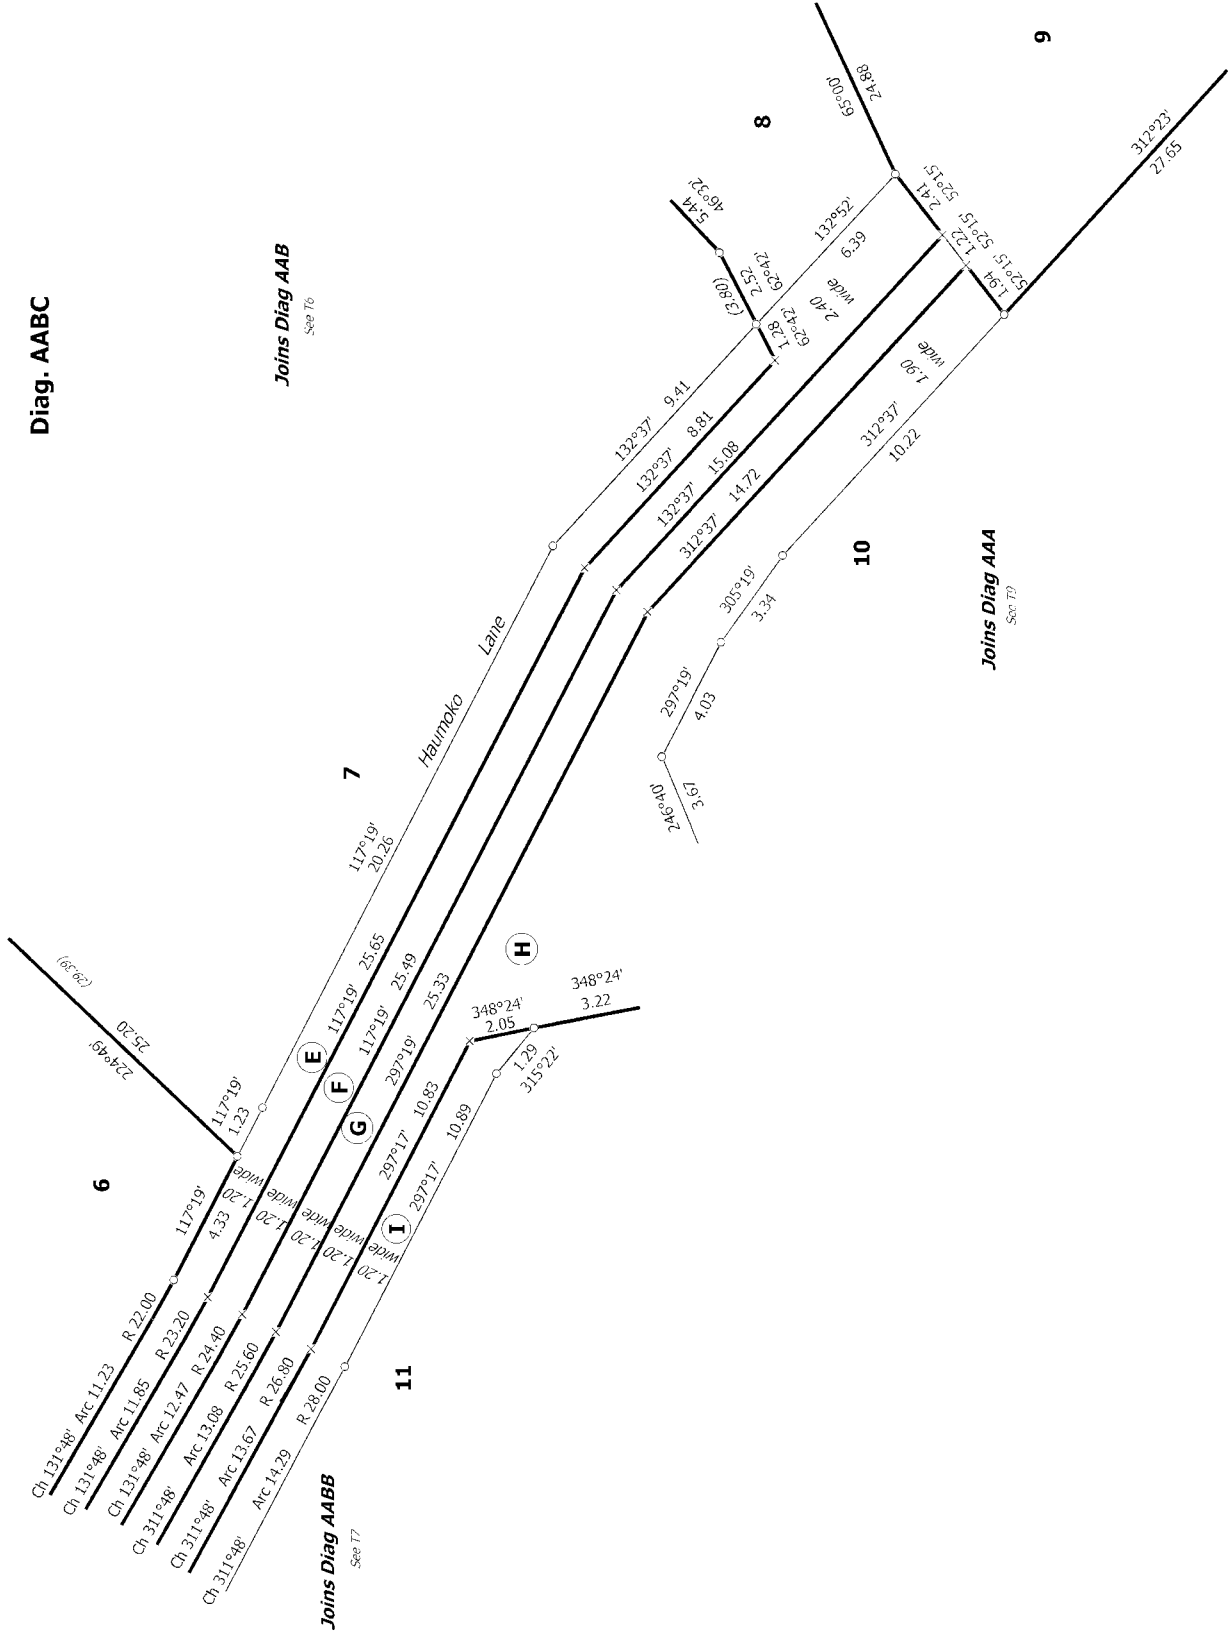 Diag. AABC
Joins Diag AAB
See T6
8
9
65°00'
24.88
5.44
46°32'
(3.80)
2.52
62°42'
1.28
62°42'
132°52'
6.39
2.40
wide
2.41
52°15'
1.22
52°15'
1.94
52°15'
312°23'
27.65
132°37'
9.41
132°37'
8.81
132°37'
15.08
312°37'
14.72
1.90
wide
312°37'
10.22
10
Joins Diag AAA
See T9
305°19'
3.34
297°19'
4.03
246°40'
3.67
Haumoko Lane
7
117°19'
20.26
117°19'
25.65
117°19'
25.49
297°19'
25.33
E
F
G
H
I
348°24'
2.05
348°24'
3.22
1.29
315°22'
297°17'
10.83
297°17'
10.89
(29.39)
25.20
224°49'
117°19'
1.23
6
117°19'
4.33
1.20 wide
1.20 wide
1.20 wide
1.20 wide
1.20 wide
Ch 131°48' Arc 11.23 R 22.00
Ch 131°48' Arc 11.85 R 23.20
Ch 131°48' Arc 12.47 R 24.40
Ch 311°48' Arc 13.08 R 25.60
Ch 311°48' Arc 13.67 R 26.80
Ch 311°48' Arc 14.29 R 28.00
11
Joins Diag AABB
See T7